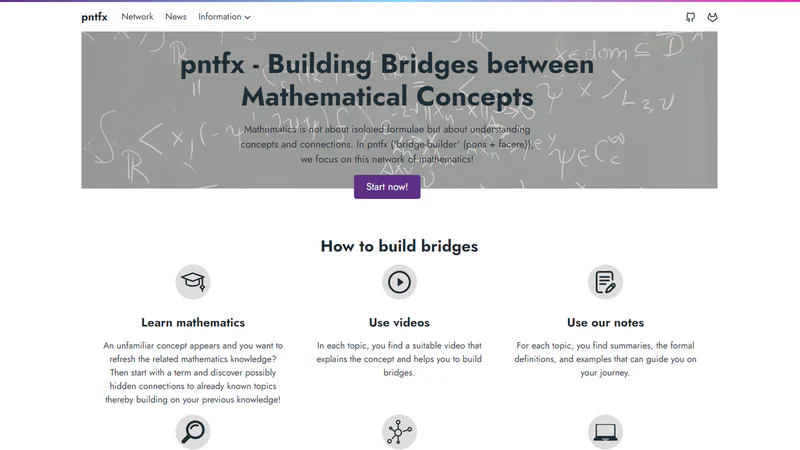 pntfx Network News Information
pntfx - Building Bridges between
Mathematical Concepts
Mathematics is not about isolated formulae but about understanding
concepts and connections. In pntfx ('bridge-builder' (pons + facere)),
we focus on this network of mathematics!
Start now!
How to build bridges
Learn mathematics
An unfamiliar concept appears and you want to
refresh the related mathematics knowledge?
Then start with a term and discover possibly
hidden connections to already known topics
thereby building on your previous knowledge!
Use videos
In each topic, you find a suitable video that
explains the concept and helps you to build
bridges.
Use our notes
For each topic, you find summaries, the formal
definitions, and examples that can guide you on
your journey.